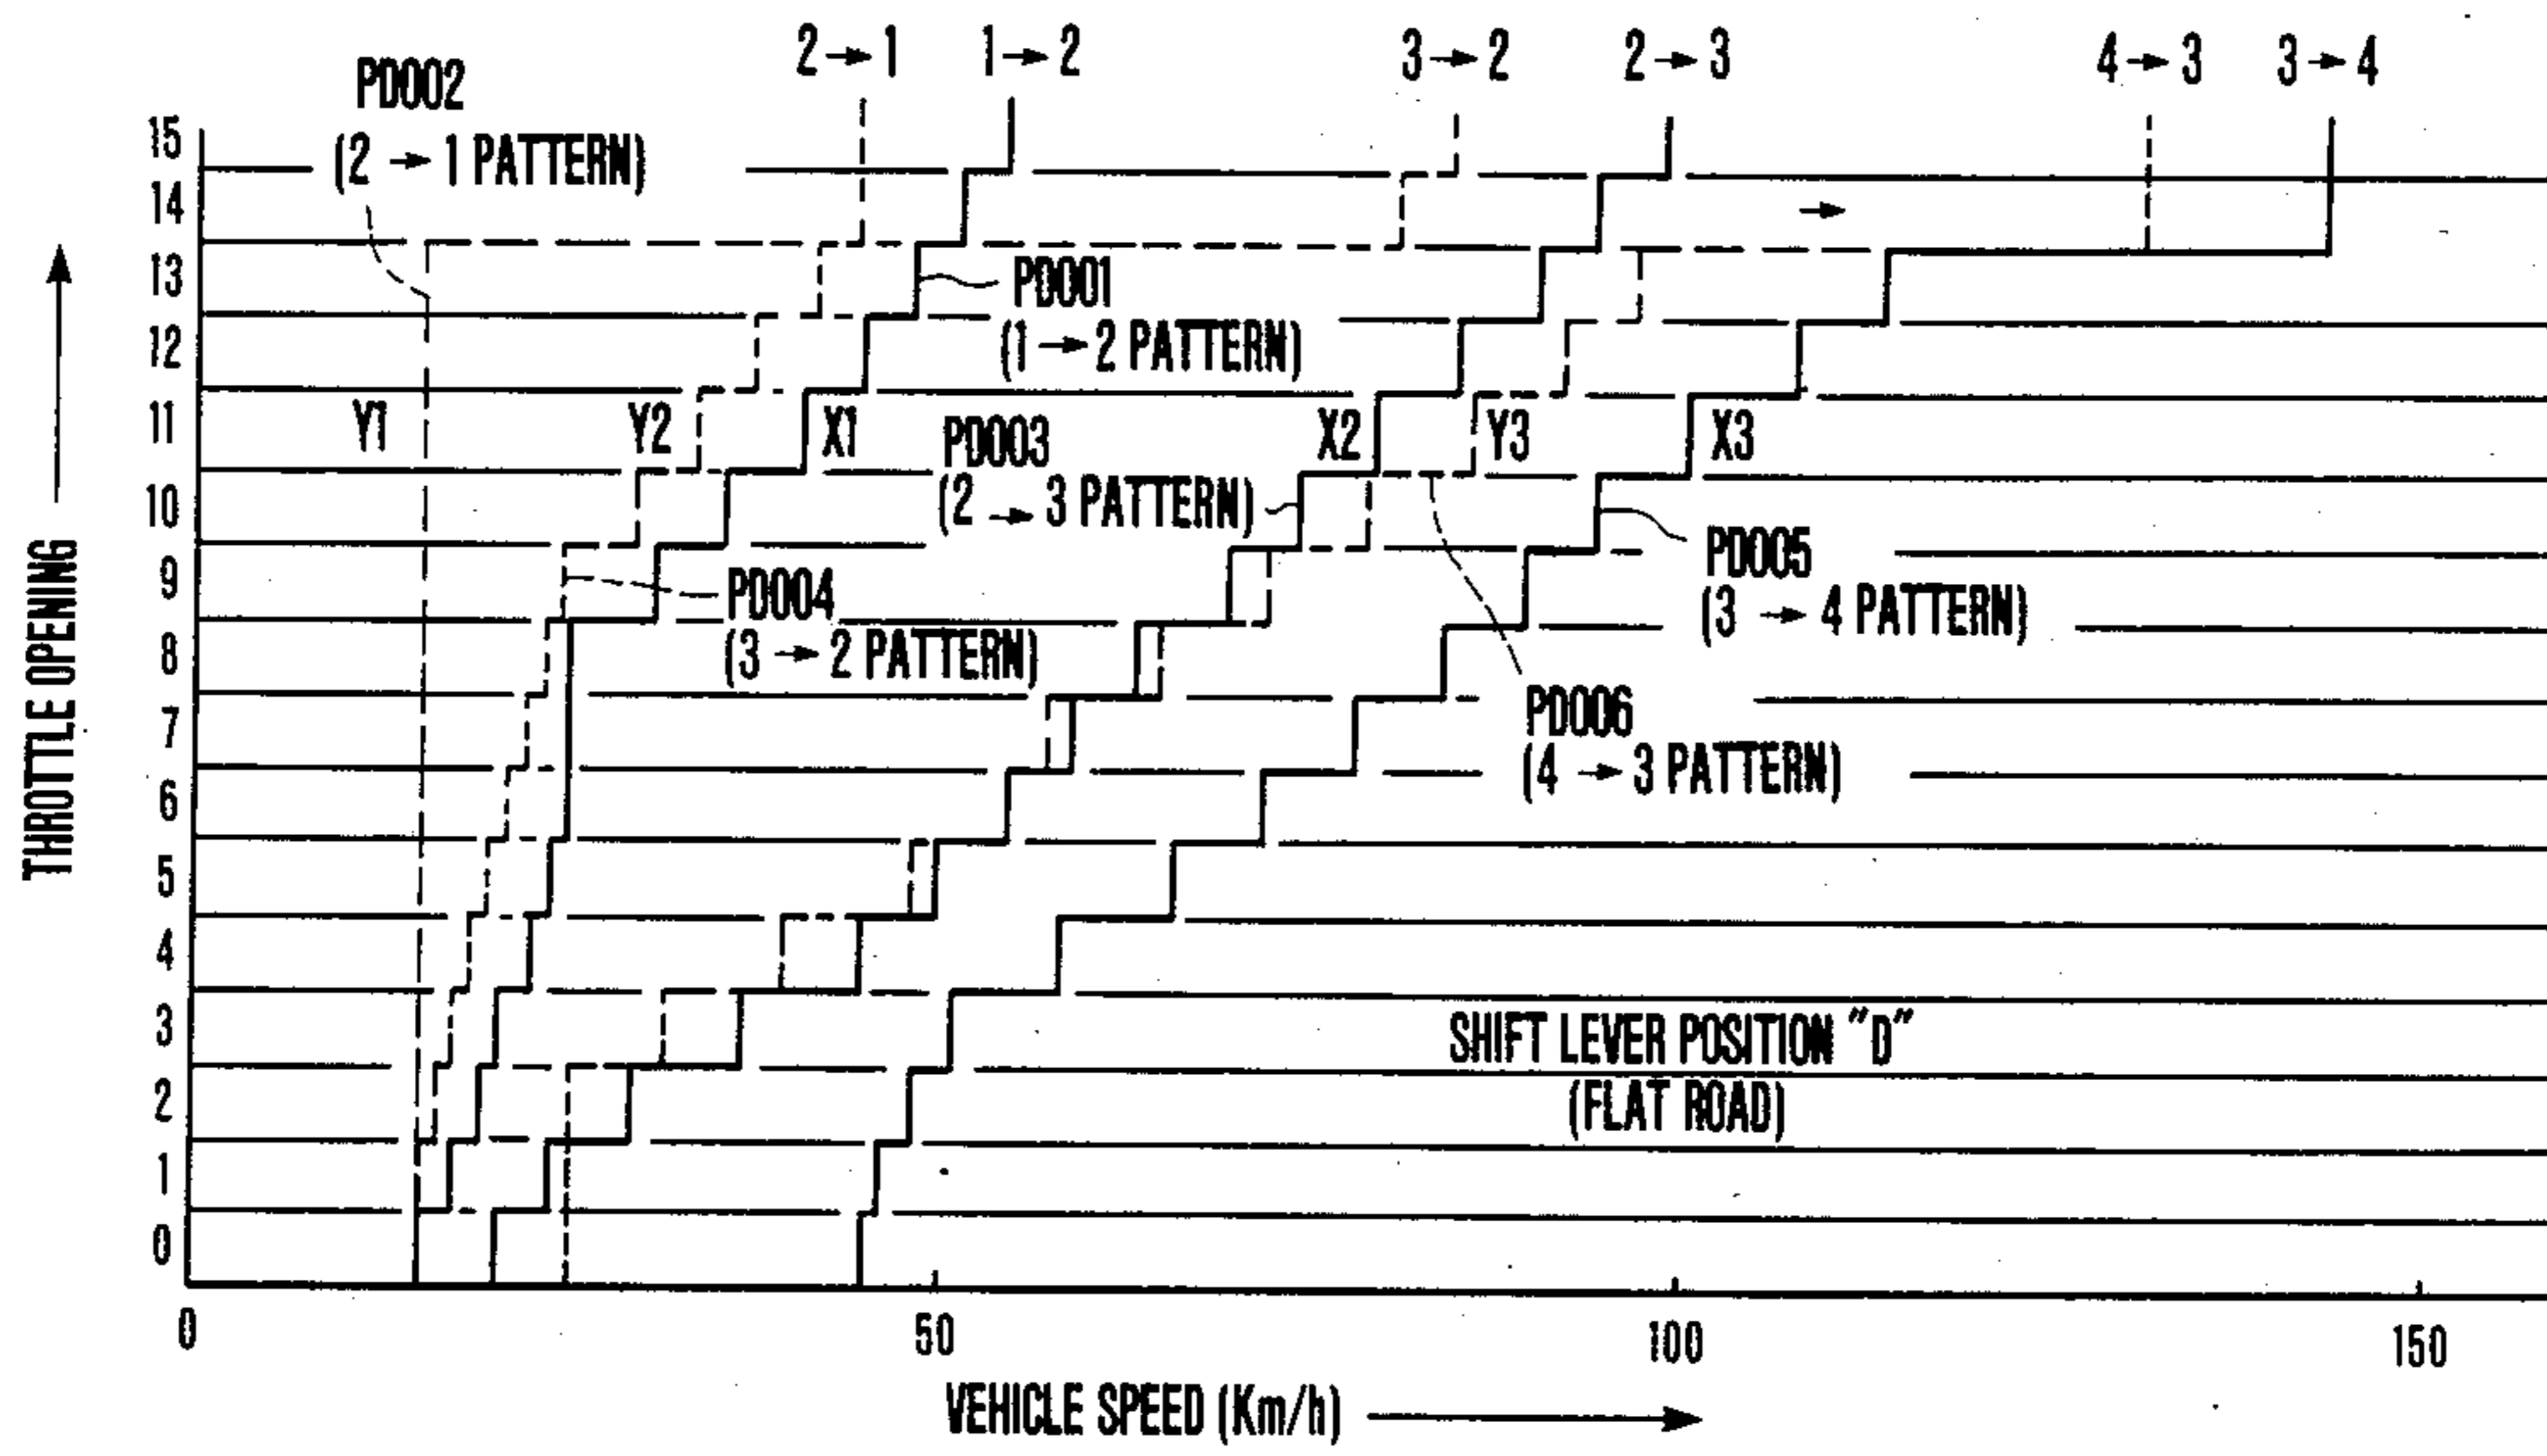 2 → 1
1 → 2
3 → 2
2 → 3
4 → 3
3 → 4
PD002
(2 → 1 PATTERN)
15
14
13
12
11
10
9
8
7
6
5
4
3
2
1
0
THROTTLE OPENING
PD001
(1 → 2 PATTERN)
Y1
Y2
X1
PD003
(2 → 3 PATTERN)
X2
Y3
X3
PD004
(3 → 2 PATTERN)
PD005
(3 → 4 PATTERN)
PD006
(4 → 3 PATTERN)
SHIFT LEVER POSITION "D"
(FLAT ROAD)
0
50
100
150
VEHICLE SPEED (Km/h)